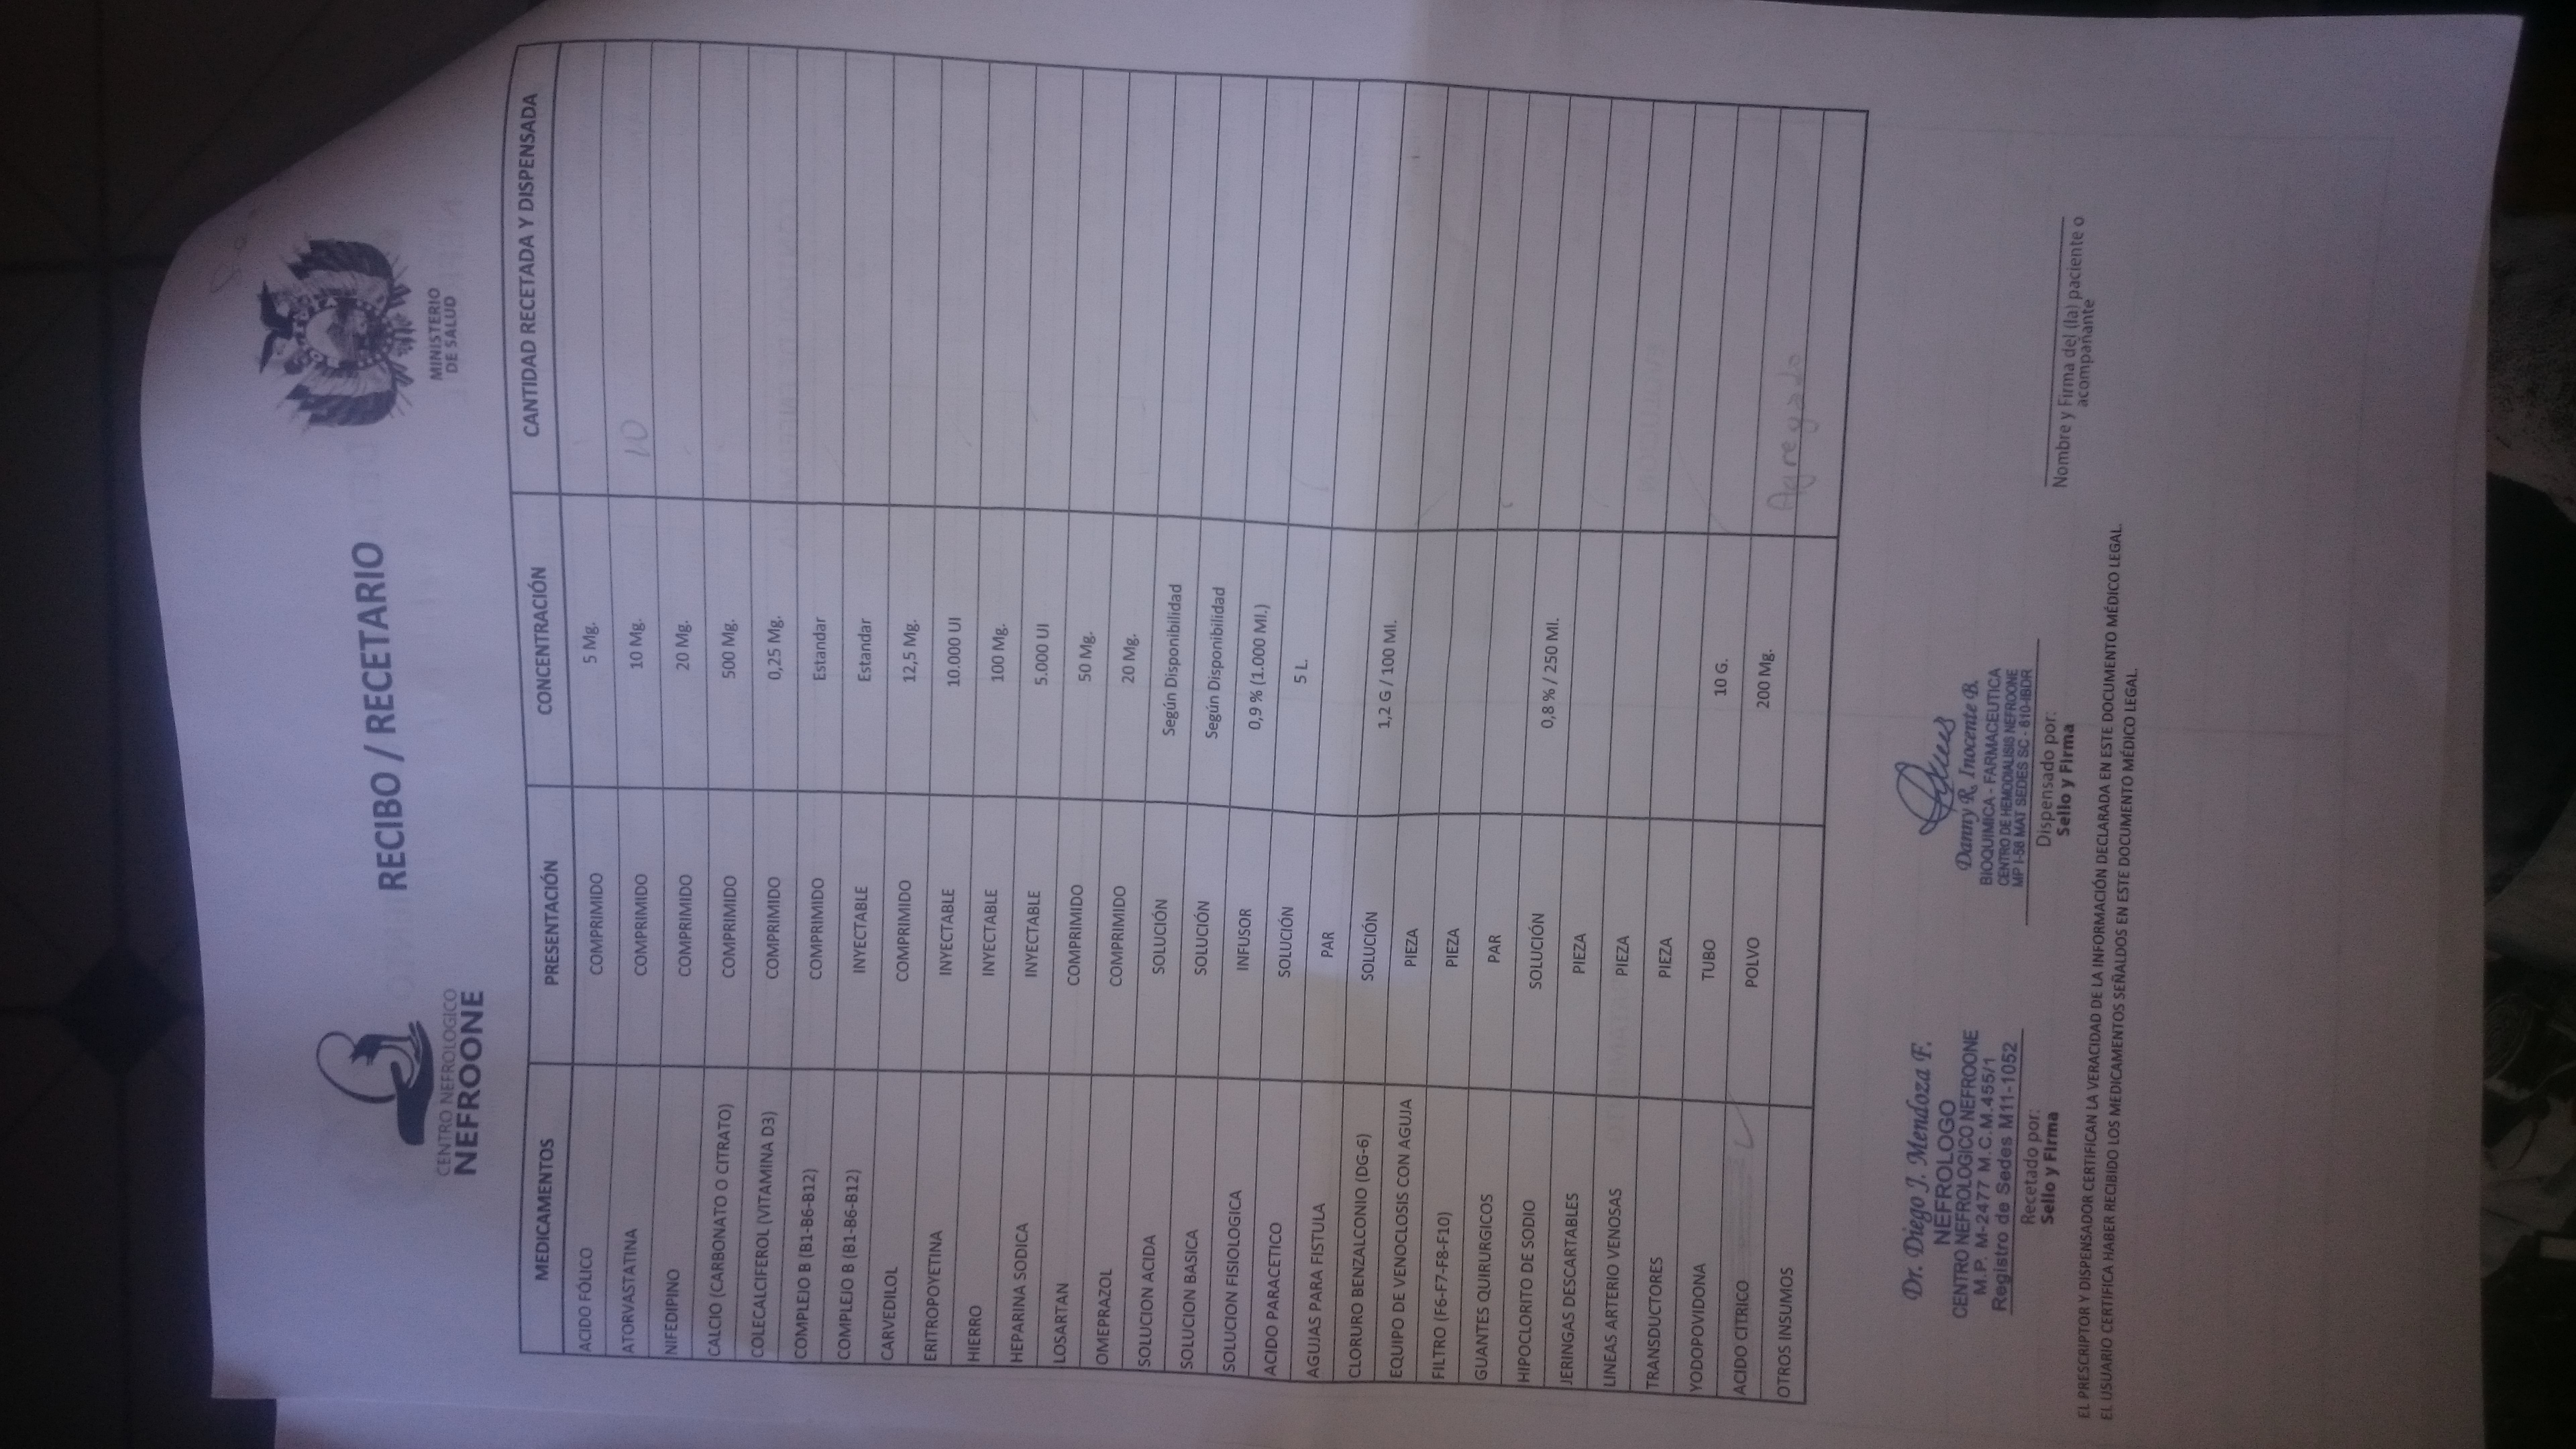 CENTRO NEFROLOGICO
NEFROONE
RECIBO / RECETARIO
BOLIVIA
MINISTERIO
DE SALUD
MEDICAMENTOS PRESENTACIÓN CONCENTRACIÓN CANTIDAD RECETADA Y DISPENSADA
ACIDO FÓLICO COMPRIMIDO 5 Mg.
ATORVASTATINA COMPRIMIDO 10 Mg. 10
NIFEDIPINO COMPRIMIDO 20 Mg.
CALCIO (CARBONATO O CITRATO) COMPRIMIDO 500 Mg.
COLECALCIFEROL (VITAMINA D3) COMPRIMIDO 0,25 Mg.
COMPLEJO B (B1-B6-B12) COMPRIMIDO Estandar
COMPLEJO B (B1-B6-B12) INYECTABLE Estandar
CARVEDILOL COMPRIMIDO 12,5 Mg.
ERITROPOYETINA INYECTABLE 10.000 UI
HIERRO INYECTABLE 100 Mg.
HEPARINA SODICA INYECTABLE 5.000 UI
LOSARTAN COMPRIMIDO 50 Mg.
OMEPRAZOL COMPRIMIDO 20 Mg.
SOLUCION ACIDA SOLUCIÓN Según Disponibilidad
SOLUCION BASICA SOLUCIÓN Según Disponibilidad
SOLUCION FISIOLOGICA INFUSOR 0,9 % (1.000 Ml.)
ACIDO PARACETICO SOLUCIÓN 5 L.
AGUJAS PARA FISTULA PAR
CLORURO BENZALCONIO (DG-6) SOLUCIÓN 1,2 G / 100 Ml.
EQUIPO DE VENOCLOSIS CON AGUJA PIEZA
FILTRO (F6-F7-F8-F10) PIEZA
GUANTES QUIRURGICOS PAR
HIPOCLORITO DE SODIO SOLUCIÓN 0,8 % / 250 Ml.
JERINGAS DESCARTABLES PIEZA
LINEAS ARTERIO VENOSAS PIEZA
TRANSDUCTORES PIEZA
YODOPOVIDONA TUBO 10 G.
ACIDO CITRICO POLVO 200 Mg. Agregado
OTROS INSUMOS
Dr. Diego J. Mendoza F.
NEFROLOGO
CENTRO NEFROLOGICO NEFROONE
M.P. M-2477 M.C.M.455/1
Registro de Sedes M11-1052
Recetado por:
Sello y Firma
Danny R. Inocente B.
BIOQUIMICA - FARMACEUTICA
CENTRO DE HEMODIALISIS NEFROONE
MP I-58 MAT SEDES SC - 610-IBDR
Dispensado por:
Sello y Firma
Nombre y Firma del (la) paciente o
acompañante
EL PRESCRIPTOR Y DISPENSADOR CERTIFICAN LA VERACIDAD DE LA INFORMACIÓN DECLARADA EN ESTE DOCUMENTO MÉDICO LEGAL.
EL USUARIO CERTIFICA HABER RECIBIDO LOS MEDICAMENTOS SEÑALDOS EN ESTE DOCUMENTO MÉDICO LEGAL.